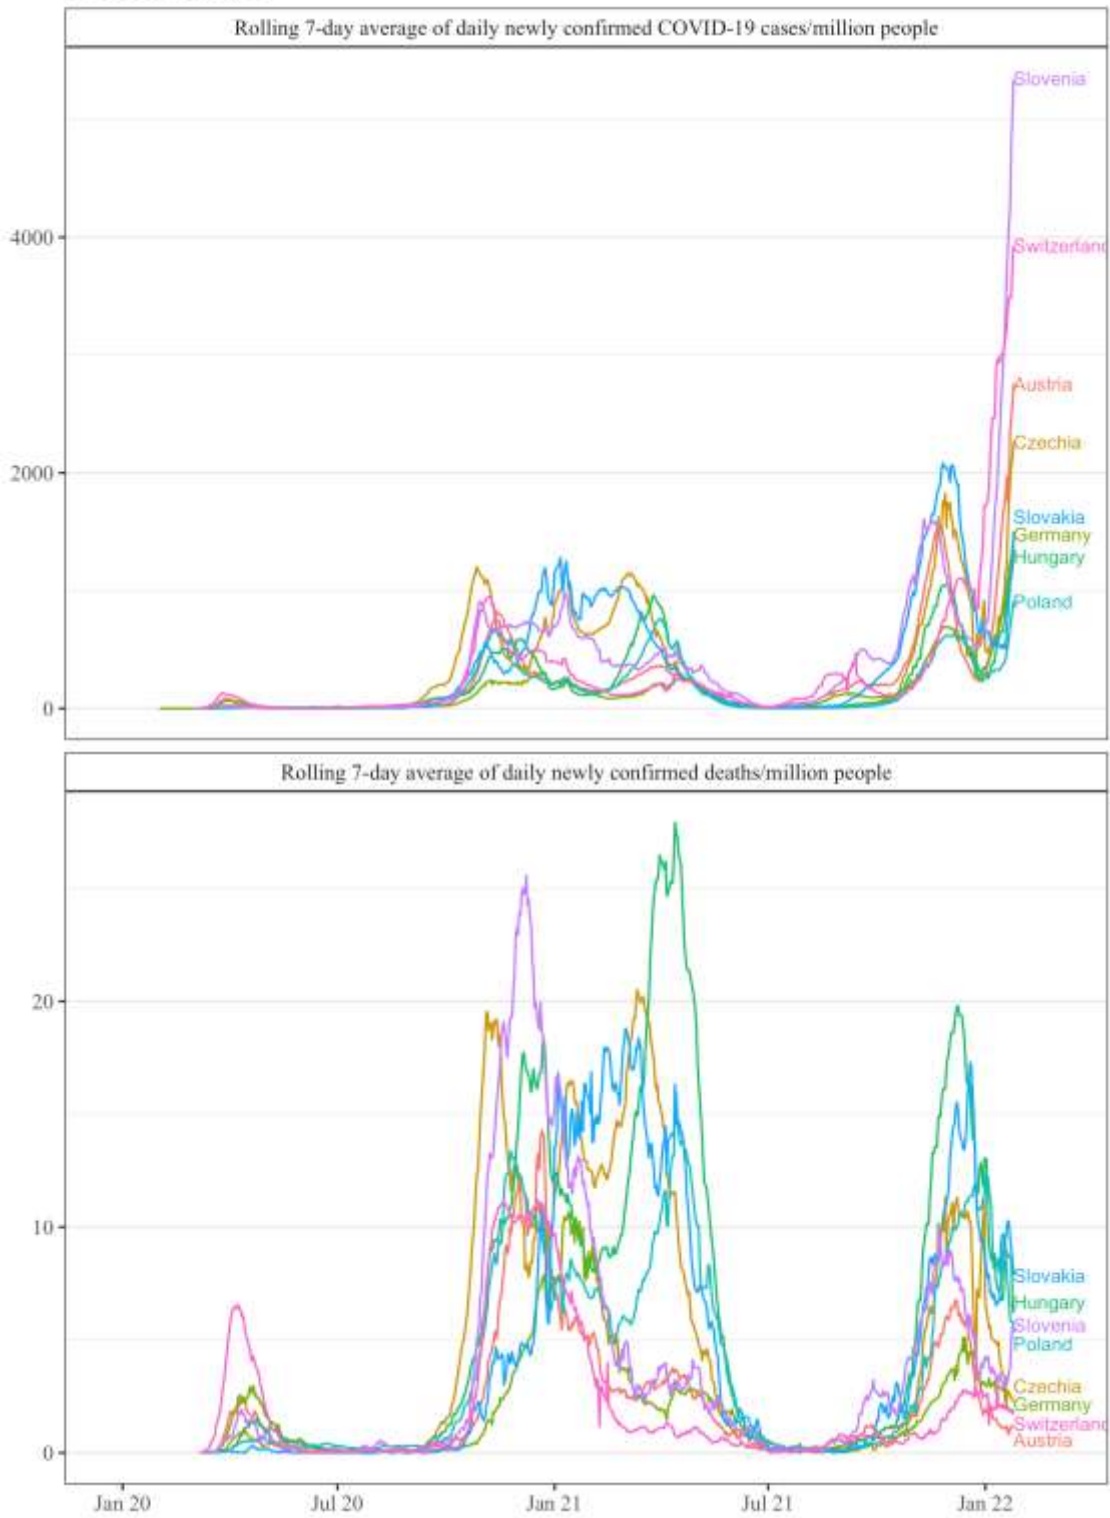 Rolling 7-day average of daily newly confirmed COVID-19 cases/million people
Slovenia
4000
Switzerland
Austria
Czechia
2000
Slovakia
Germany
Hungary
Poland
0
Rolling 7-day average of daily newly confirmed deaths/million people
20
10
Slovakia
Hungary
Slovenia
Poland
Czechia
Germany
Switzerland
Austria
0
Jan 20 Jul 20 Jan 21 Jul 21 Jan 22